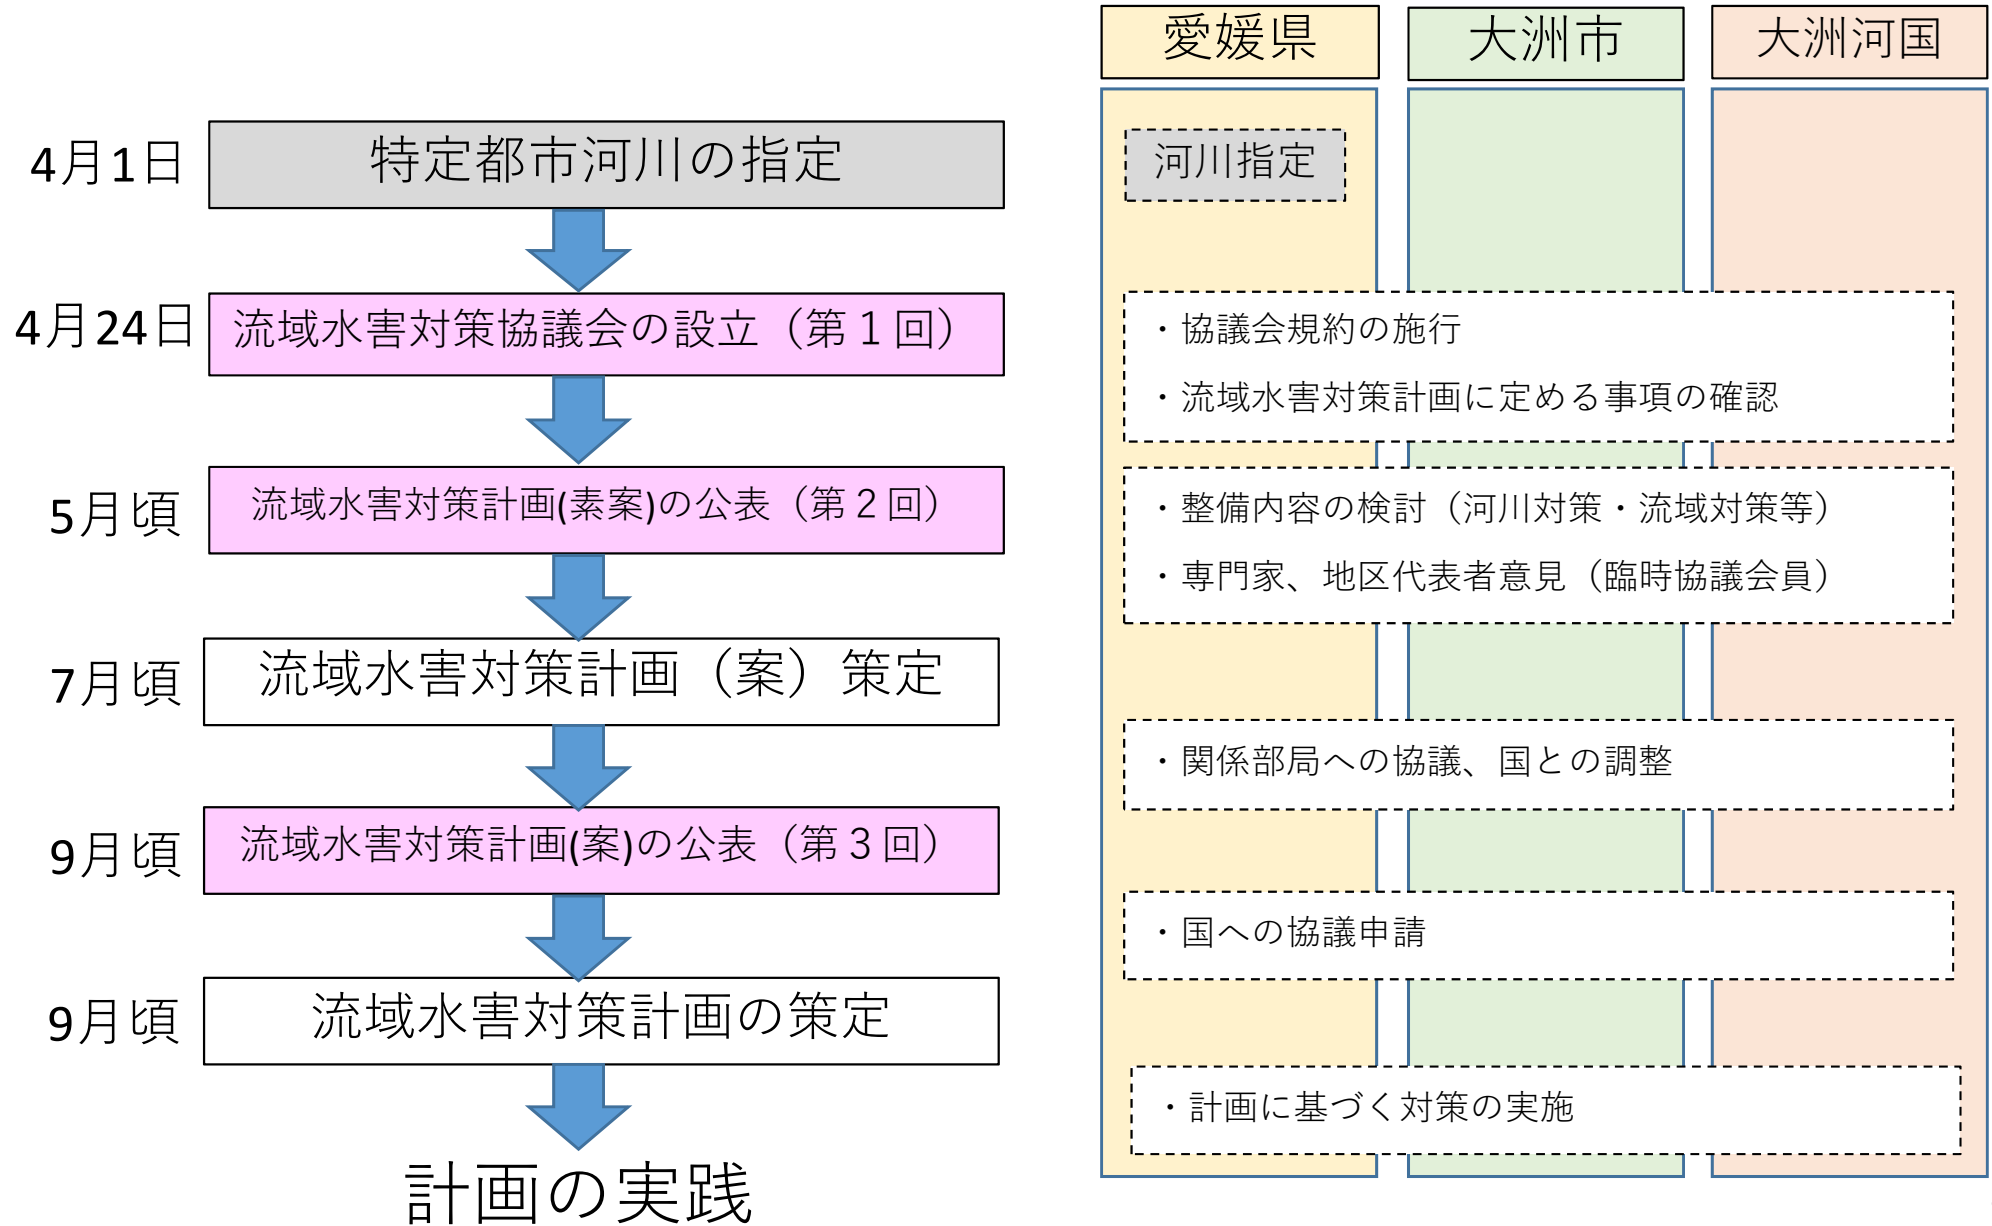 愛媛県
大洲市
大洲河国
4月1日
特定都市河川の指定
河川指定
4月24日
流域水害対策協議会の設立（第１回）
・協議会規約の施行
・流域水害対策計画に定める事項の確認
5月頃
流域水害対策計画(素案)の公表（第２回）
・整備内容の検討（河川対策・流域対策等）
・専門家、地区代表者意見（臨時協議会員）
7月頃
流域水害対策計画（案）策定
・関係部局への協議、国との調整
9月頃
流域水害対策計画(案)の公表（第３回）
・国への協議申請
9月頃
流域水害対策計画の策定
・計画に基づく対策の実施
計画の実践